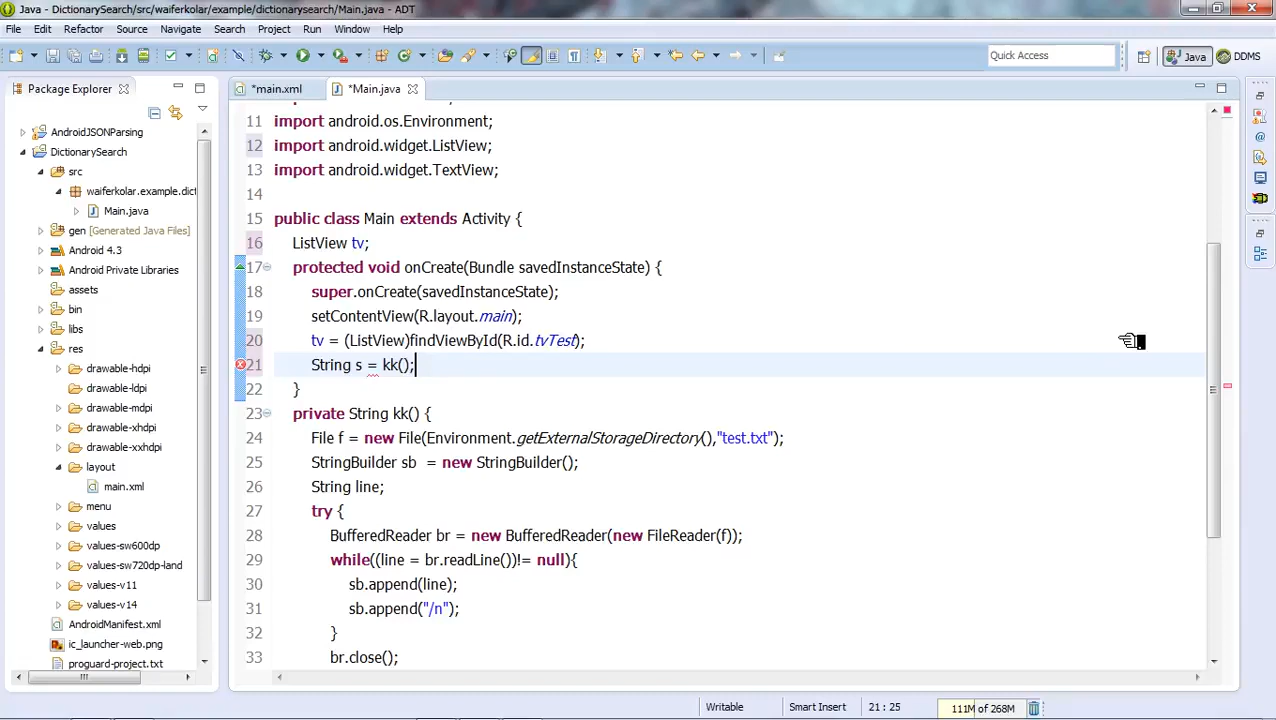 Java - DictionarySearch/src/waiferkolar/example/dictionarysearch/Main.java - ADT
File Edit Refactor Source Navigate Search Project Run Window Help
Quick Access
Java
DDMS
Package Explorer
*main.xml
*Main.java
AndroidJSONParsing
DictionarySearch
src
waiferkolar.example.dict
Main.java
gen [Generated Java Files]
Android 4.3
Android Private Libraries
assets
bin
libs
res
drawable-hdpi
drawable-ldpi
drawable-mdpi
drawable-xhdpi
drawable-xxhdpi
layout
main.xml
menu
values
values-sw600dp
values-sw720dp-land
values-v11
values-v14
AndroidManifest.xml
ic_launcher-web.png
proguard-project.txt
11 import android.os.Environment;
12 import android.widget.ListView;
13 import android.widget.TextView;
14
15 public class Main extends Activity {
16 ListView tv;
17 protected void onCreate(Bundle savedInstanceState) {
18 super.onCreate(savedInstanceState);
19 setContentView(R.layout.main);
20 tv = (ListView)findViewById(R.id.tvTest);
21 String s = kk();
22 }
23 private String kk() {
24 File f = new File(Environment.getExternalStorageDirectory(),"test.txt");
25 StringBuilder sb = new StringBuilder();
26 String line;
27 try {
28 BufferedReader br = new BufferedReader(new FileReader(f));
29 while((line = br.readLine())!= null){
30 sb.append(line);
31 sb.append("/n");
32 }
33 br.close();
Writable
Smart Insert
21 : 25
111M of 268M